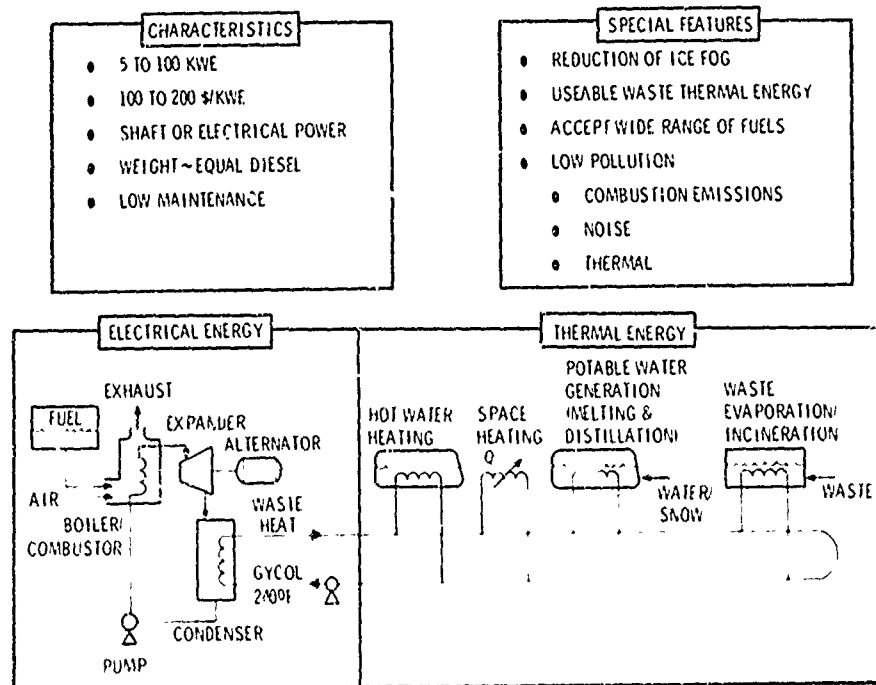 CHARACTERISTICS
• 5 TO 100 KWE
• 100 TO 200 $/KWE
• SHAFT OR ELECTRICAL POWER
• WEIGHT ~ EQUAL DIESEL
• LOW MAINTENANCE
SPECIAL FEATURES
• REDUCTION OF ICE FOG
• USEABLE WASTE THERMAL ENERGY
• ACCEPT WIDE RANGE OF FUELS
• LOW POLLUTION
• COMBUSTION EMISSIONS
• NOISE
• THERMAL
ELECTRICAL ENERGY
EXHAUST
FUEL
EXPANDER
ALTERNATOR
AIR
BOILER/
COMBUSTOR
WASTE
HEAT
GYCOL
CONDENSER
PUMP
THERMAL ENERGY
HOT WATER
HEATING
SPACE
HEATING
Q
POTABLE WATER
GENERATION
(MELTING &
DISTILLATION)
WATER/
SNOW
WASTE
EVAPORATION/
INCINERATION
WASTE